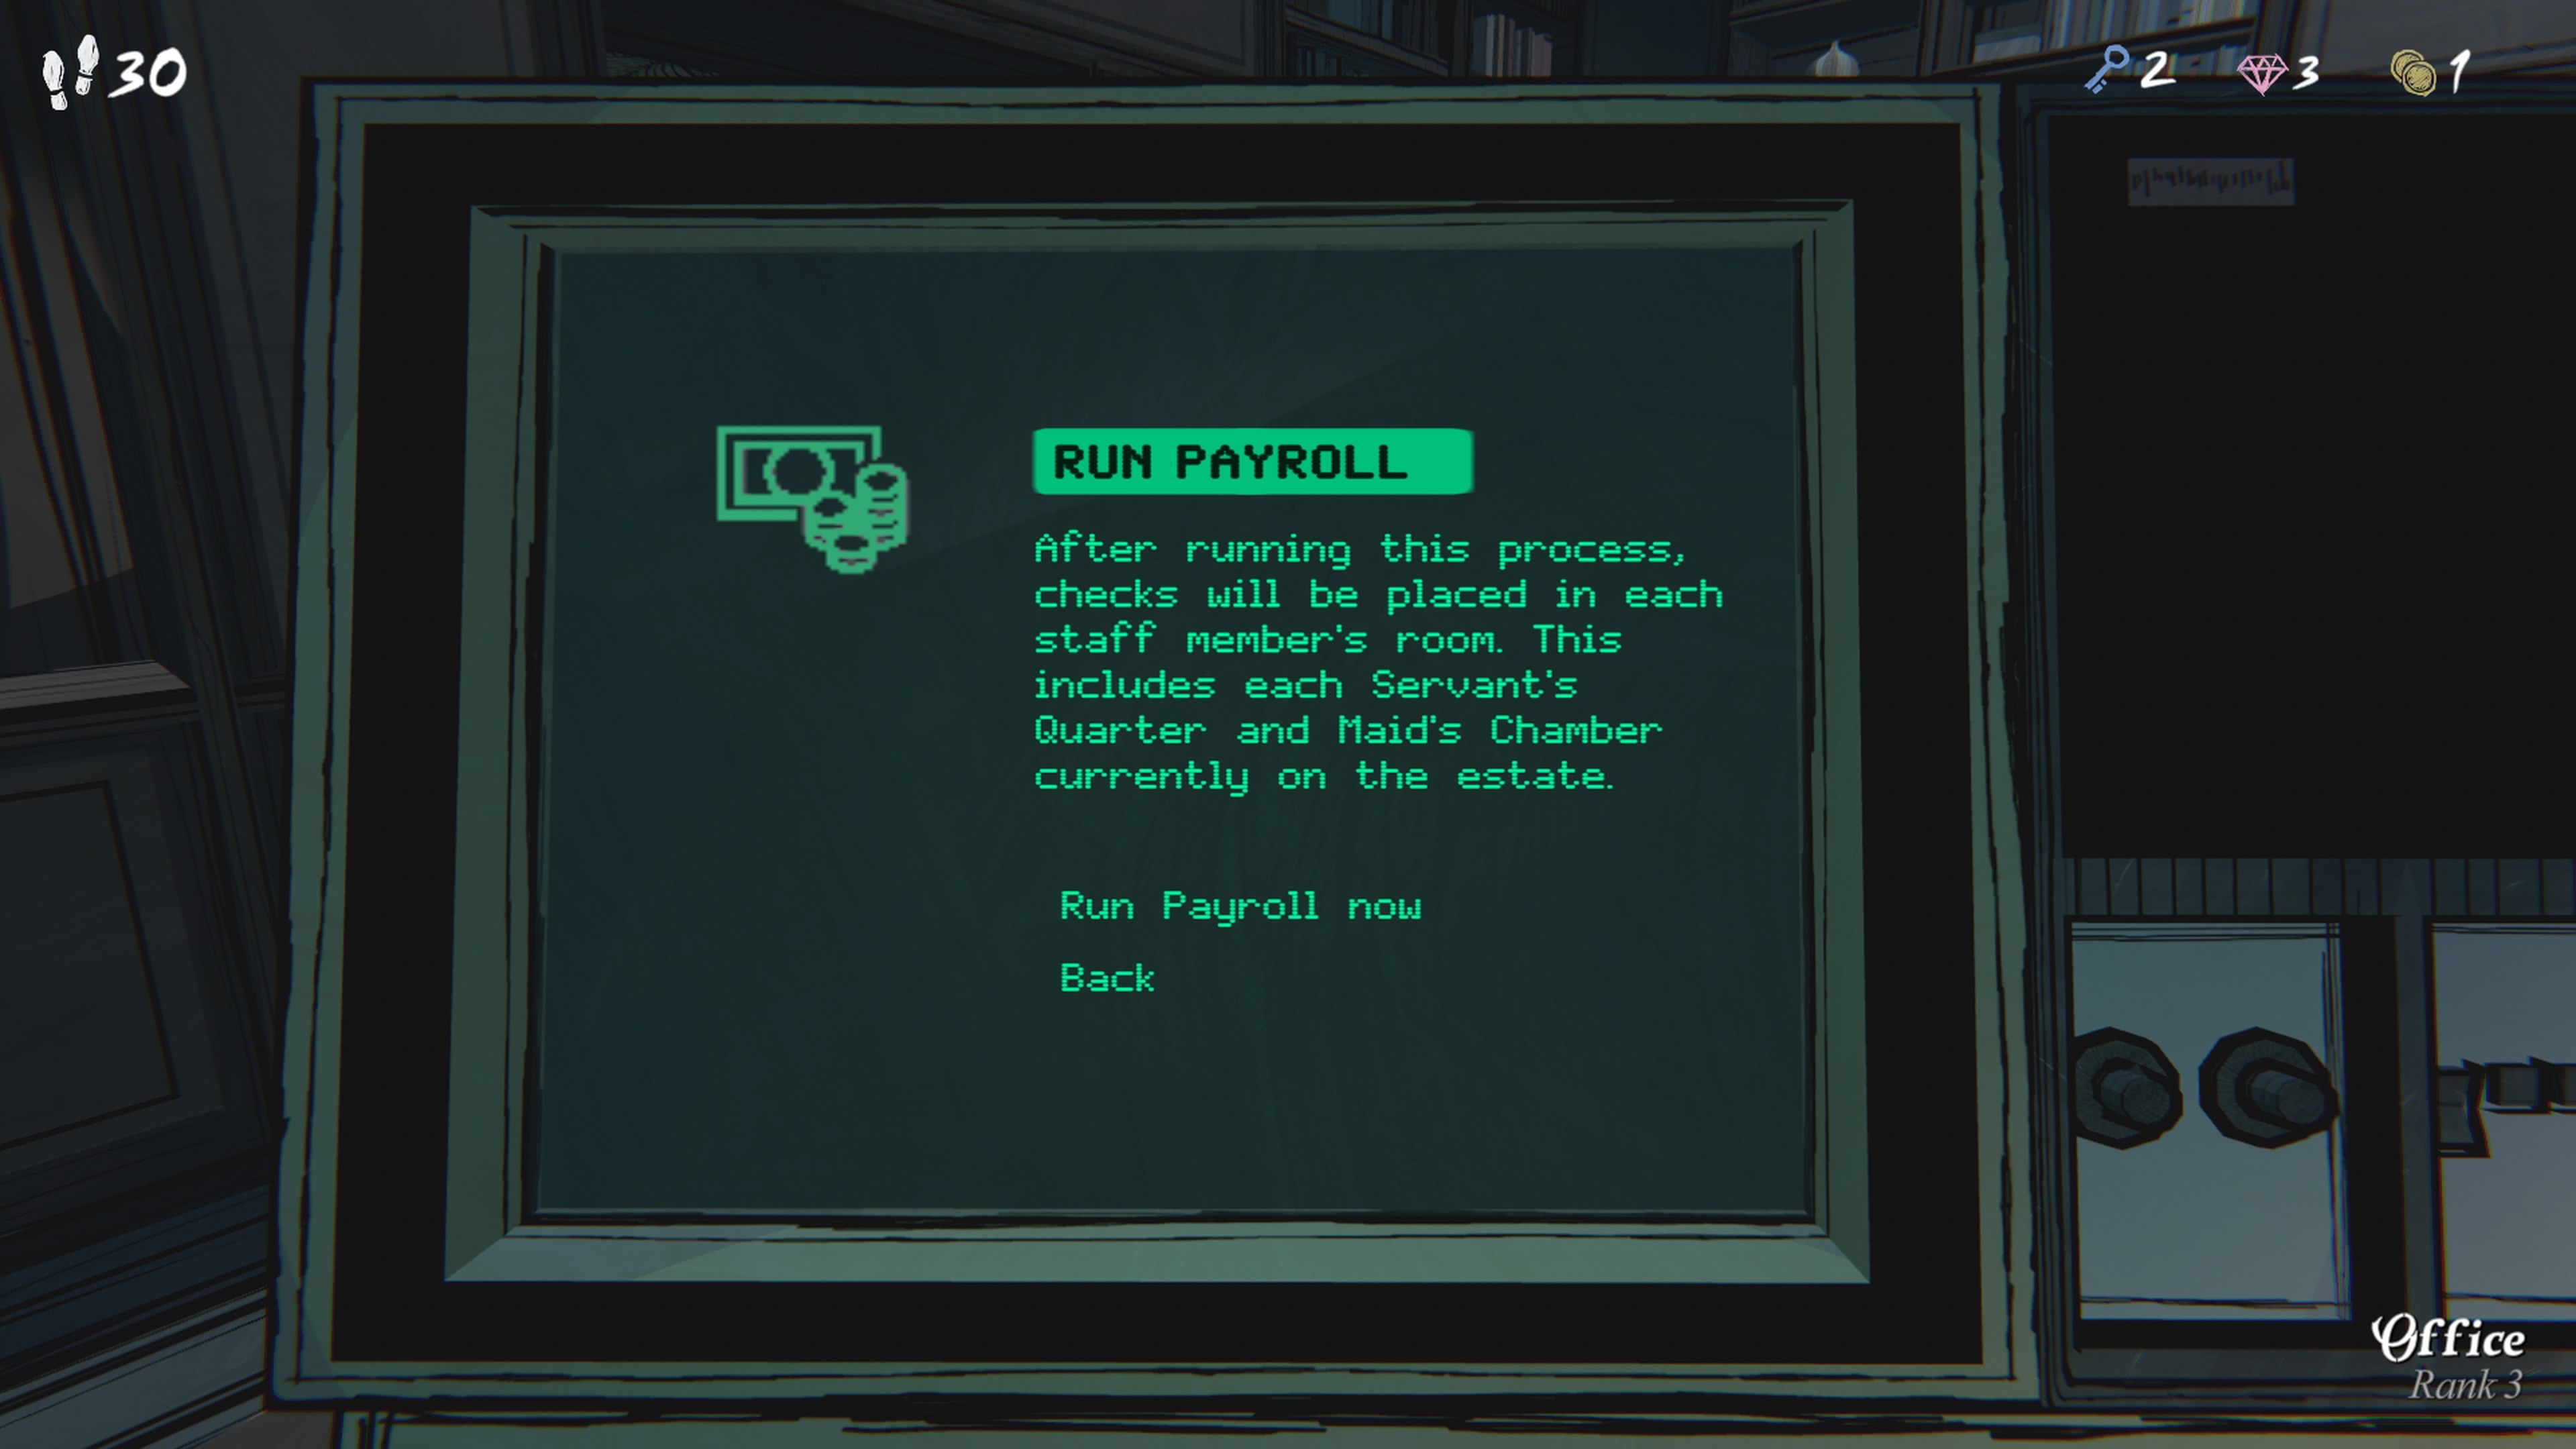 30
2
3
1
RUN PAYROLL
After running this process,
checks will be placed in each
staff member's room. This
includes each Servant's
Quarter and Maid's Chamber
currently on the estate.
Run Payroll now
Back
Office
Rank 3